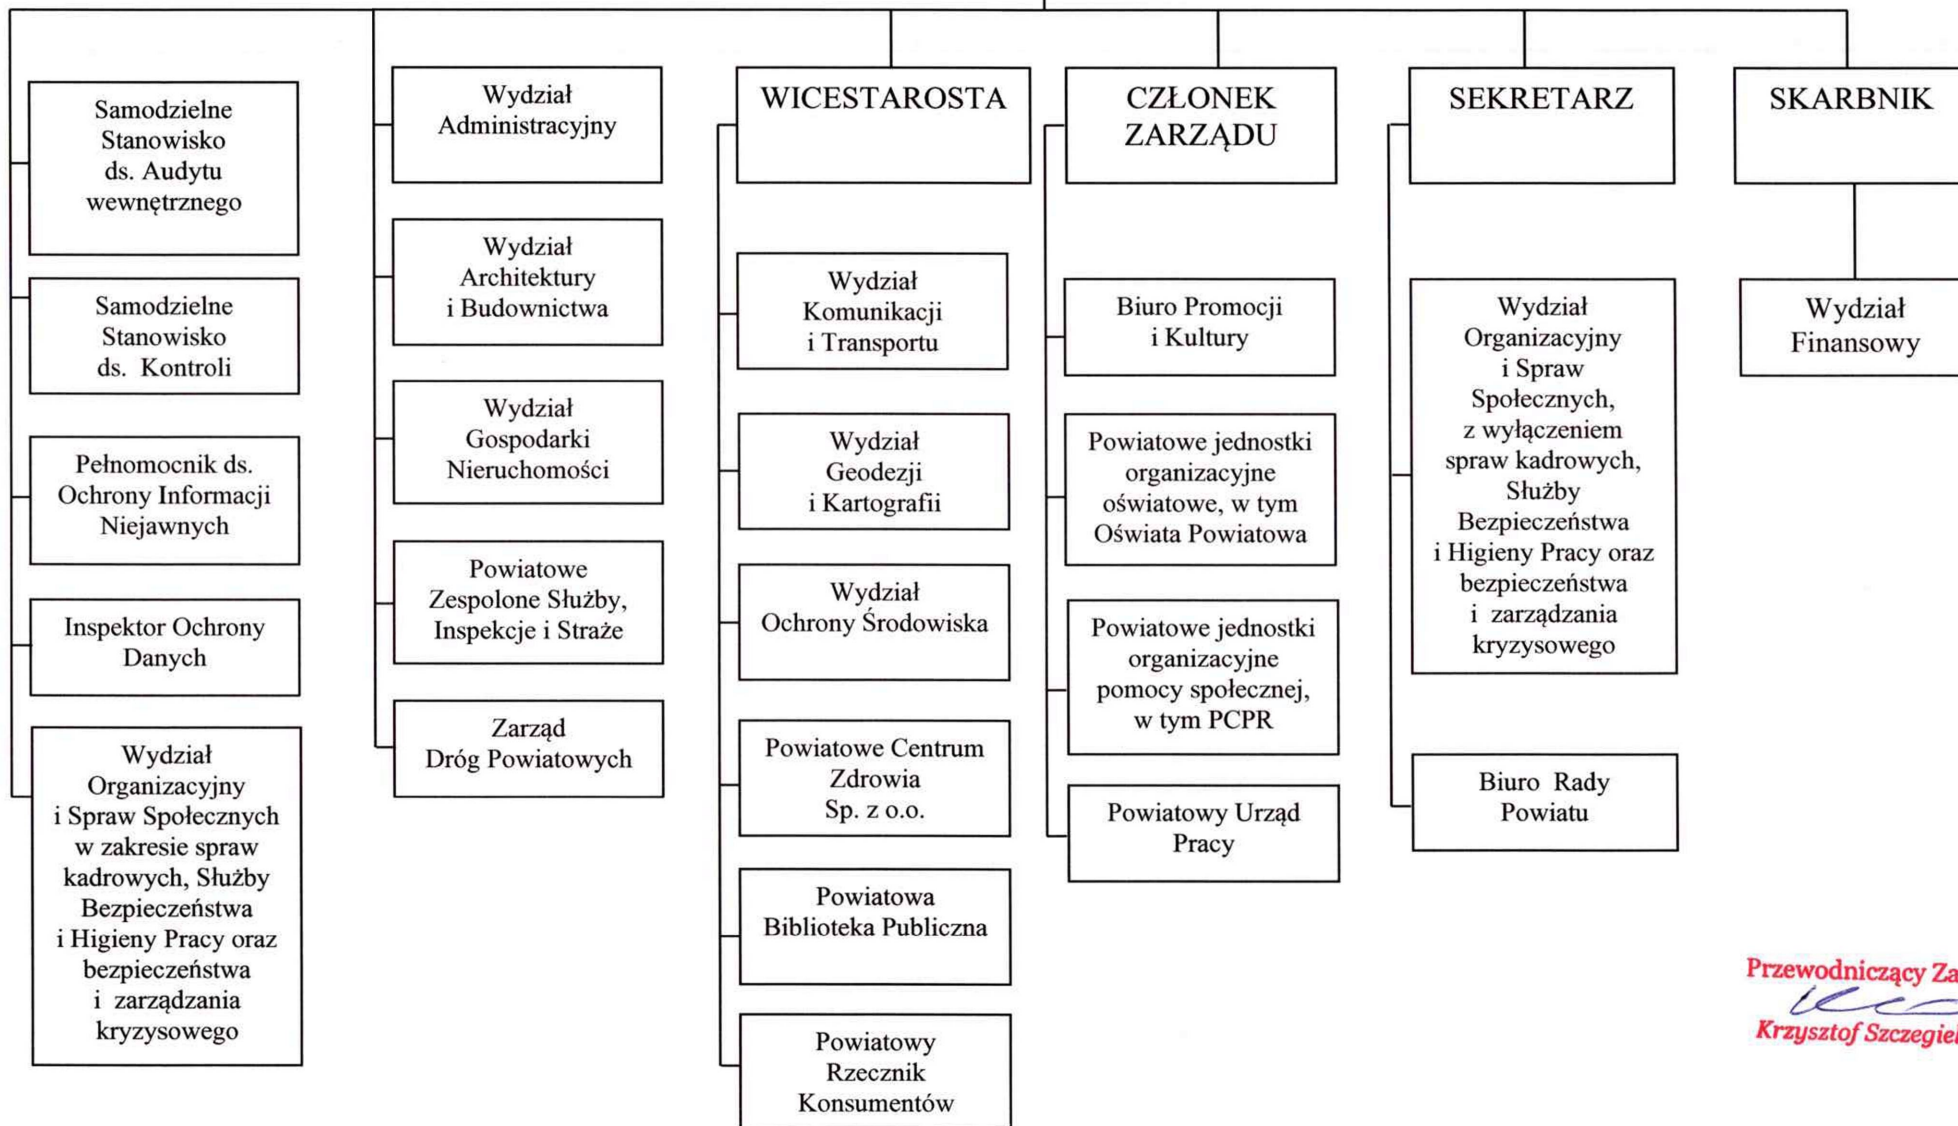 Samodzielne
Stanowisko
ds. Audytu
wewnętrznego
Samodzielne
Stanowisko
ds. Kontroli
Pełnomocnik ds.
Ochrony Informacji
Niejawnych
Inspektor Ochrony
Danych
Wydział
Organizacyjny
i Spraw Społecznych
w zakresie spraw
kadrowych, Służby
Bezpieczeństwa
i Higieny Pracy oraz
bezpieczeństwa
i zarządzania
kryzysowego
Wydział
Administracyjny
Wydział
Architektury
i Budownictwa
Wydział
Gospodarki
Nieruchomości
Powiatowe
Zespolone Służby,
Inspekcje i Straże
Zarząd
Dróg Powiatowych
WICESTAROSTA
Wydział
Komunikacji
i Transportu
Wydział
Geodezji
i Kartografii
Wydział
Ochrony Środowiska
Powiatowe Centrum
Zdrowia
Sp. z o.o.
Powiatowa
Biblioteka Publiczna
Powiatowy
Rzecznik
Konsumentów
CZŁONEK
ZARZĄDU
Biuro Promocji
i Kultury
Powiatowe jednostki
organizacyjne
oświatowe, w tym
Oświata Powiatowa
Powiatowe jednostki
organizacyjne
pomocy społecznej,
w tym PCPR
Powiatowy Urząd
Pracy
SEKRETARZ
Wydział
Organizacyjny
i Spraw
Społecznych,
z wyłączeniem
spraw kadrowych,
Służby
Bezpieczeństwa
i Higieny Pracy oraz
bezpieczeństwa
i zarządzania
kryzysowego
Biuro Rady
Powiatu
SKARBNIK
Wydział
Finansowy
Przewodniczący Za
Krzysztof Szczegie